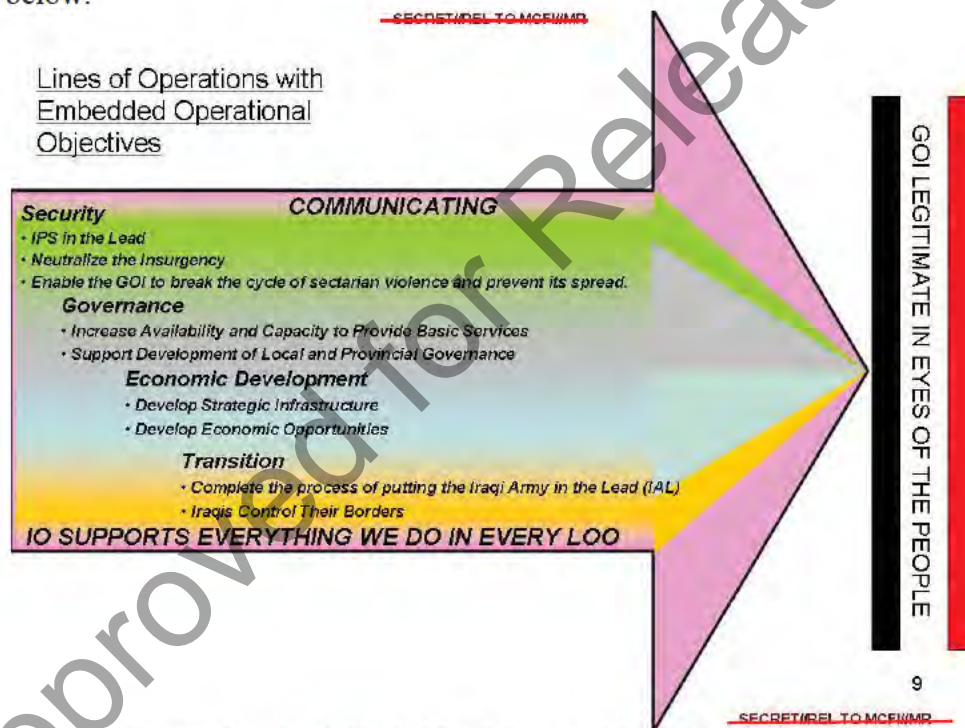 below:
SECRET//REL TO MCFI//MR
Lines of Operations with
Embedded Operational
Objectives
COMMUNICATING
Security
• IPS in the Lead
• Neutralize the Insurgency
• Enable the GOI to break the cycle of sectarian violence and prevent its spread.
Governance
• Increase Availability and Capacity to Provide Basic Services
• Support Development of Local and Provincial Governance
Economic Development
• Develop Strategic Infrastructure
• Develop Economic Opportunities
Transition
• Complete the process of putting the Iraqi Army in the Lead (IAL)
• Iraqis Control Their Borders
IO SUPPORTS EVERYTHING WE DO IN EVERY LOO
GOI LEGITIMATE IN EYES OF THE PEOPLE
9
SECRET//REL TO MCFI//MR
pproved for Releas